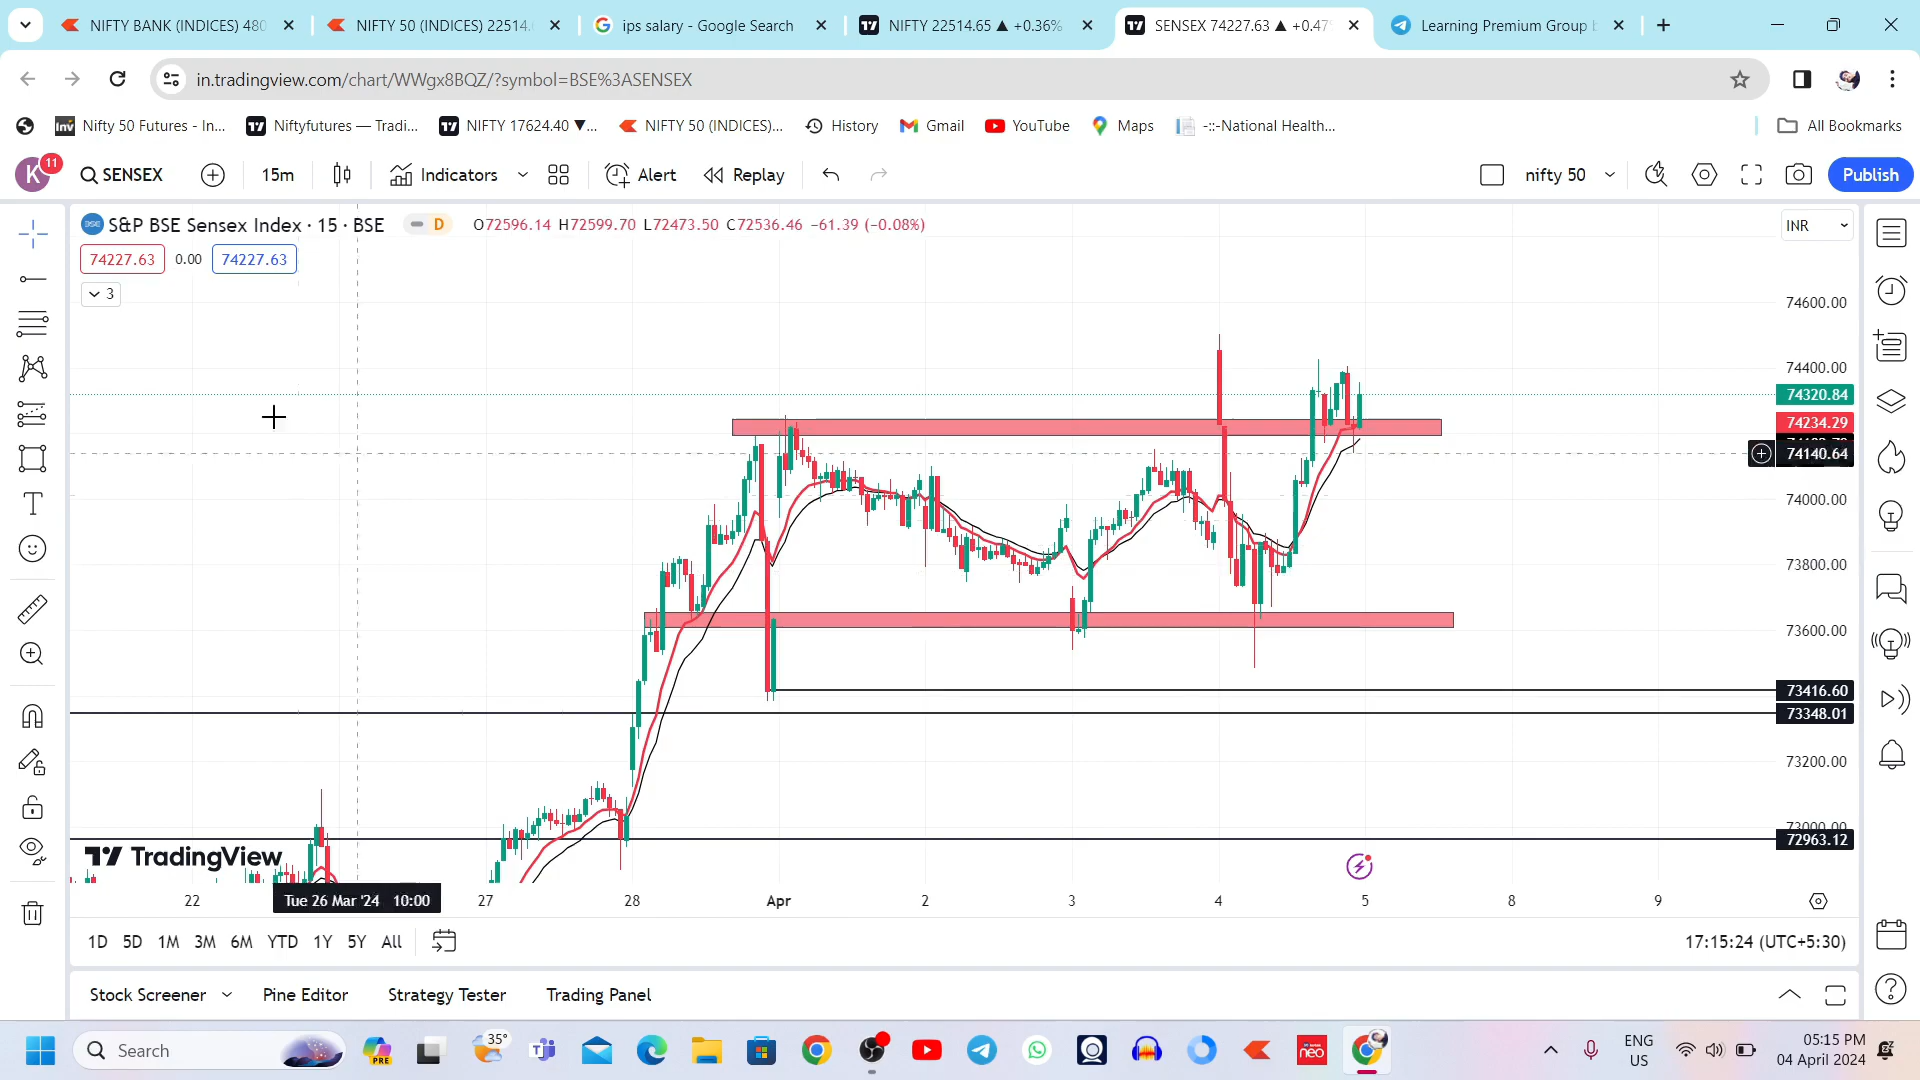 NIFTY BANK (INDICES) 480
NIFTY 50 (INDICES) 22514.
ips salary - Google Search
NIFTY 22514.65 ▲ +0.36%
SENSEX 74227.63 ▲ +0.47%
Learning Premium Group
in.tradingview.com/chart/WWgx8BQZ/?symbol=BSE%3ASENSEX
Inv Nifty 50 Futures - In...
Niftyfutures — Tradi...
NIFTY 17624.40 ▼...
NIFTY 50 (INDICES)...
History
Gmail
YouTube
Maps
-::-National Health...
All Bookmarks
K 11
SENSEX
15m
Indicators
Alert
Replay
nifty 50
Publish
S&P BSE Sensex Index · 15 · BSE
D
O72596.14 H72599.70 L72473.50 C72536.46 −61.39 (−0.08%)
INR
74227.63 0.00 74227.63
3
74600.00
74400.00
74320.84
74234.29
74140.64
74000.00
73800.00
73600.00
73416.60
73348.01
73200.00
73000.00
72963.12
TradingView
22
Tue 26 Mar '24 10:00
27 28 Apr 2 3 4 5 8 9
1D 5D 1M 3M 6M YTD 1Y 5Y All
17:15:24 (UTC+5:30)
Stock Screener
Pine Editor
Strategy Tester
Trading Panel
Search
PRE
35°
neo
ENG
US
05:15 PM
04 April 2024